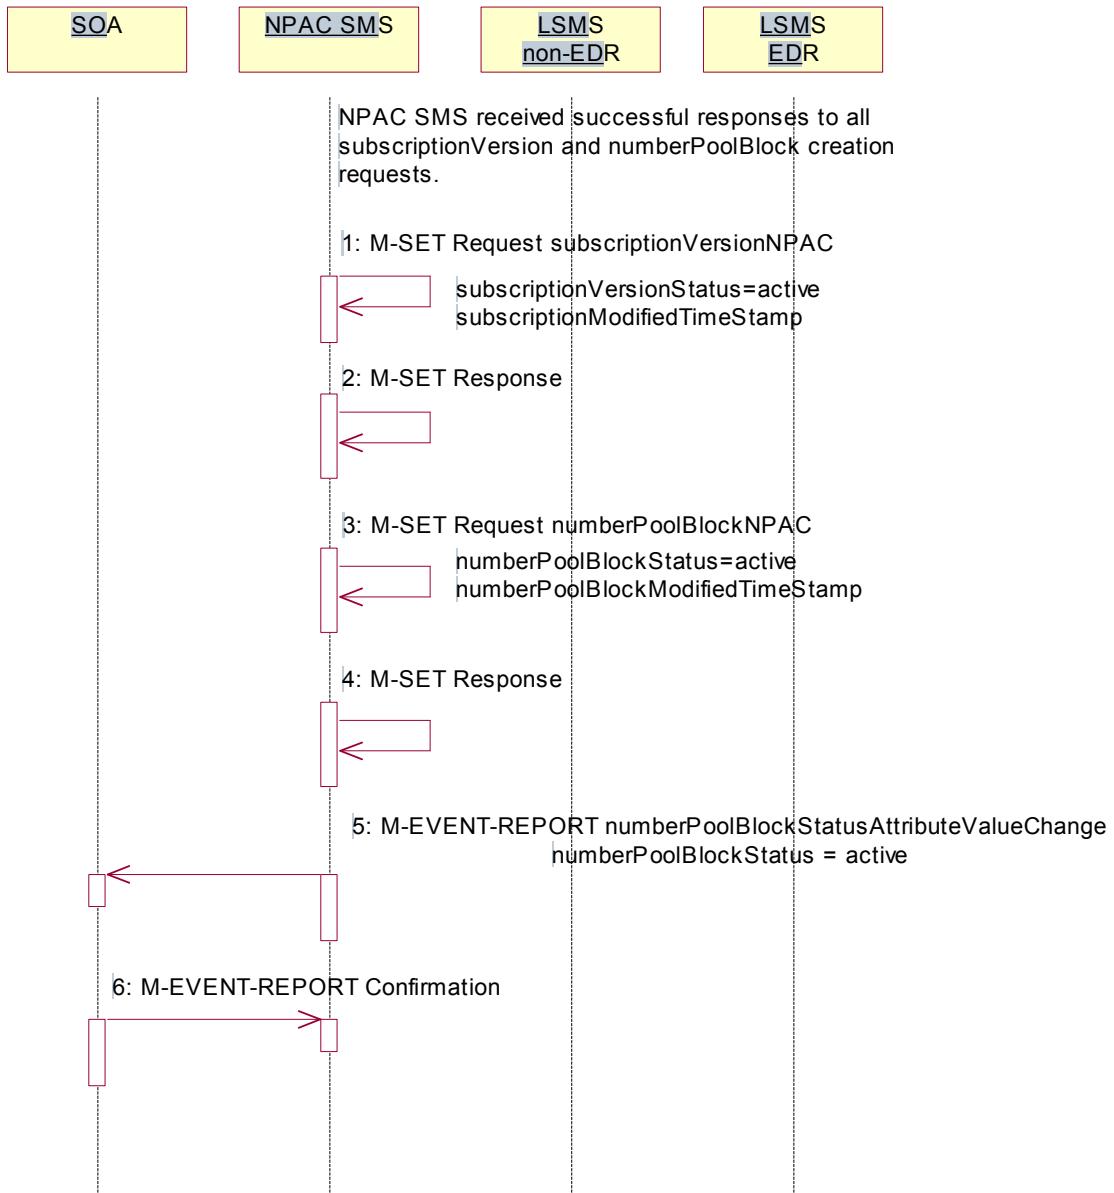 SOA
NPAC SMS
LSMS
non-EDR
LSMS
EDR
NPAC SMS received successful responses to all
subscriptionVersion and numberPoolBlock creation
requests.
1: M-SET Request subscriptionVersionNPAC
subscriptionVersionStatus=active
subscriptionModifiedTimeStamp
2: M-SET Response
3: M-SET Request numberPoolBlockNPAC
numberPoolBlockStatus=active
numberPoolBlockModifiedTimeStamp
4: M-SET Response
5: M-EVENT-REPORT numberPoolBlockStatusAttributeValueChange
numberPoolBlockStatus = active
6: M-EVENT-REPORT Confirmation